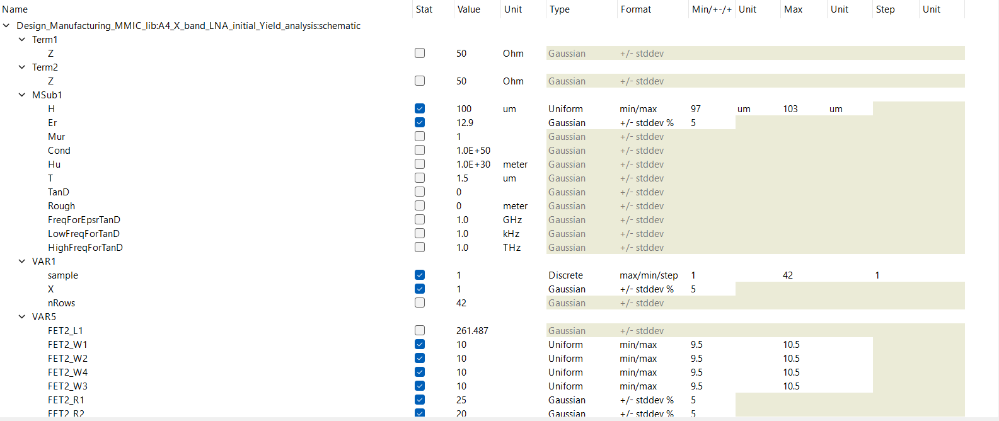 Name Stat Value Unit Type Format Min/+-/+ Unit Max Unit Step Unit
Design_Manufacturing_MMIC_lib:A4_X_band_LNA_initial_Yield_analysis:schematic
Term1
Z 50 Ohm Gaussian +/- stddev
Term2
Z 50 Ohm Gaussian +/- stddev
MSub1
H 100 um Uniform min/max 97 um 103 um
Er 12.9 Gaussian +/- stddev % 5
Mur 1 Gaussian +/- stddev
Cond 1.0E+50 Gaussian +/- stddev
Hu 1.0E+30 meter Gaussian +/- stddev
T 1.5 um Gaussian +/- stddev
TanD 0 Gaussian +/- stddev
Rough 0 meter Gaussian +/- stddev
FreqForEpsrTanD 1.0 GHz Gaussian +/- stddev
LowFreqForTanD 1.0 kHz Gaussian +/- stddev
HighFreqForTanD 1.0 THz Gaussian +/- stddev
VAR1
sample 1 Discrete max/min/step 1 42 1
X 1 Gaussian +/- stddev % 5
nRows 42 Gaussian +/- stddev
VAR5
FET2_L1 261.487 Gaussian +/- stddev
FET2_W1 10 Uniform min/max 9.5 10.5
FET2_W2 10 Uniform min/max 9.5 10.5
FET2_W4 10 Uniform min/max 9.5 10.5
FET2_W3 10 Uniform min/max 9.5 10.5
FET2_R1 25 Gaussian +/- stddev % 5
FET2_R2 20 Gaussian +/- stddev % 5